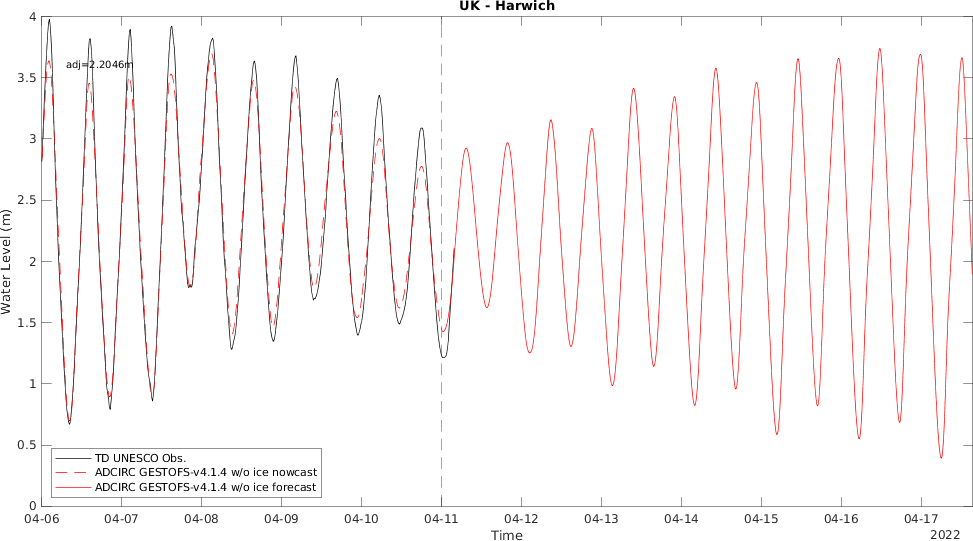 UK - Harwich
adj=2.2046m
Water Level (m)
4
3.5
3
2.5
2
1.5
1
0.5
0
TD UNESCO Obs.
ADCIRC GESTOFS-v4.1.4 w/o ice nowcast
ADCIRC GESTOFS-v4.1.4 w/o ice forecast
04-06 04-07 04-08 04-09 04-10 04-11 04-12 04-13 04-14 04-15 04-16 04-17
Time
2022